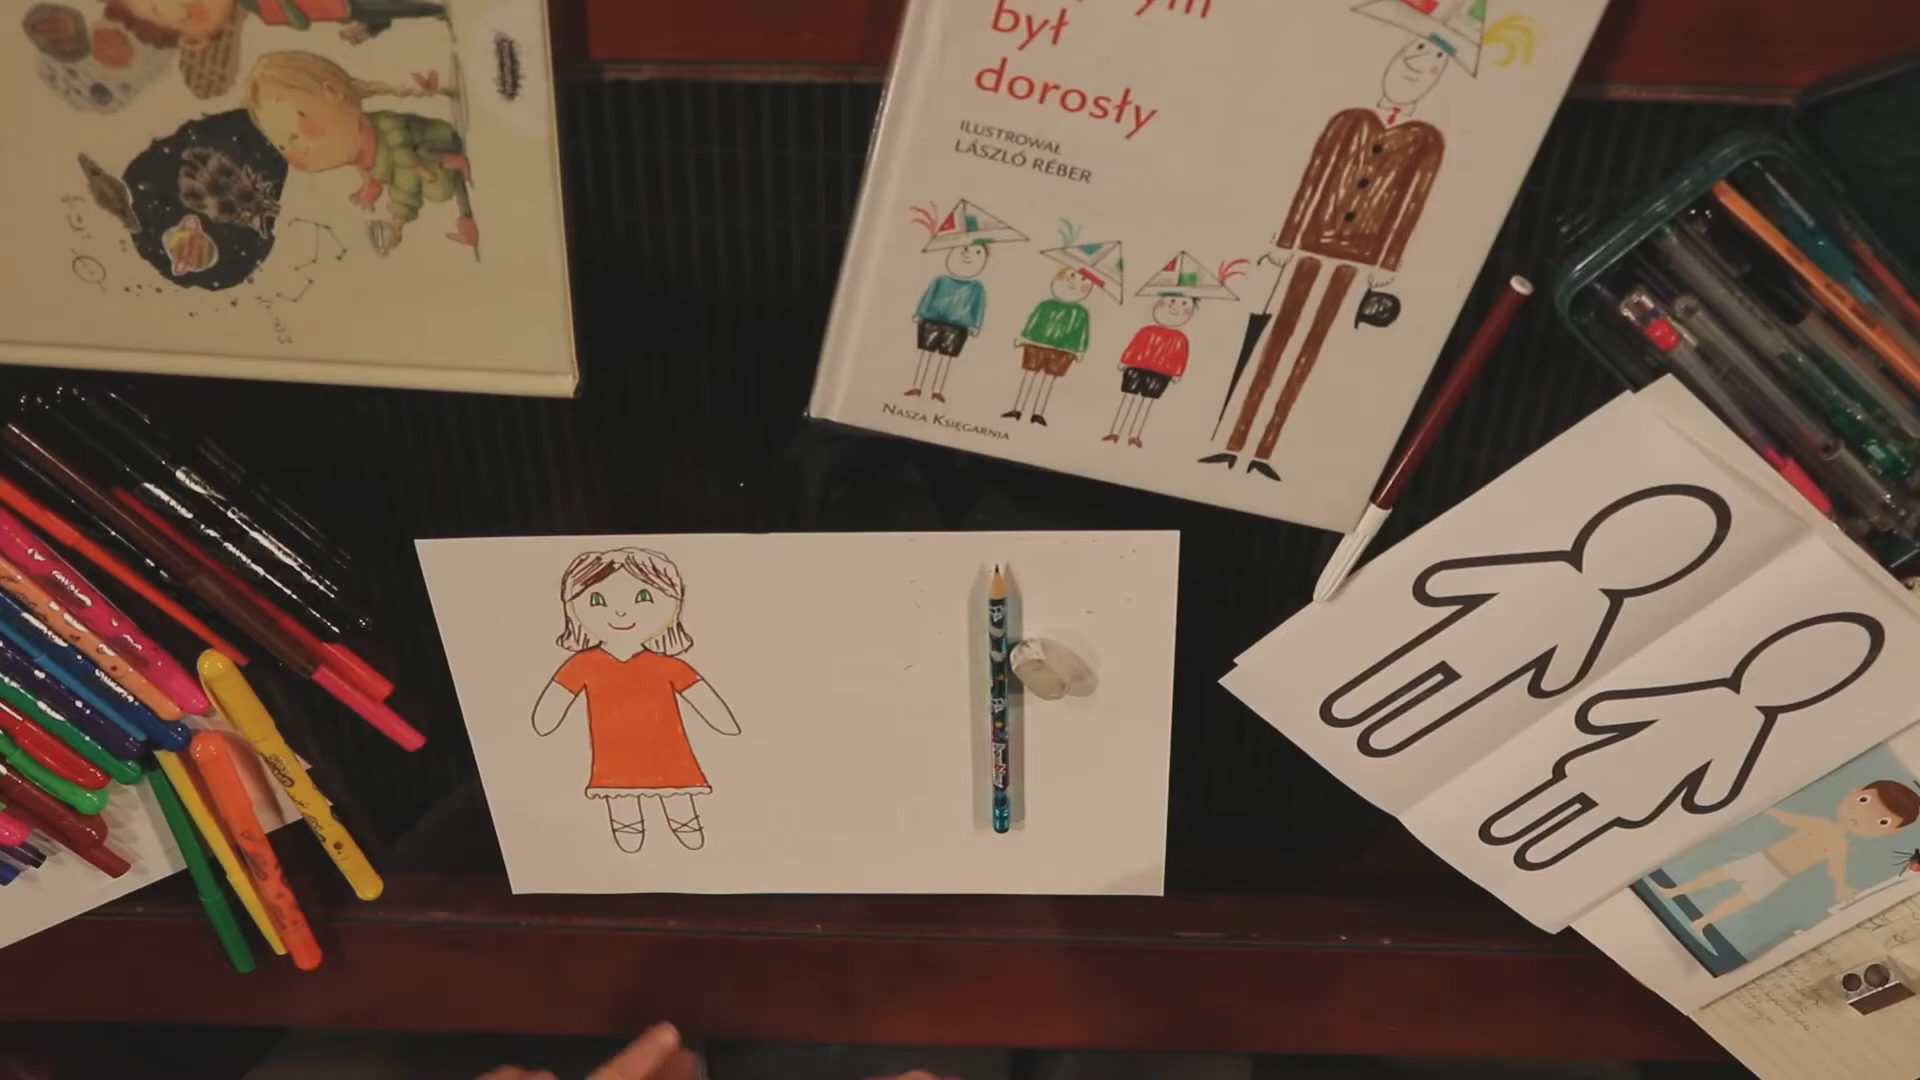 był
dorosły
ILUSTROWAŁ
LÁSZLÓ RÉBER
NASZA KSIĘGARNIA